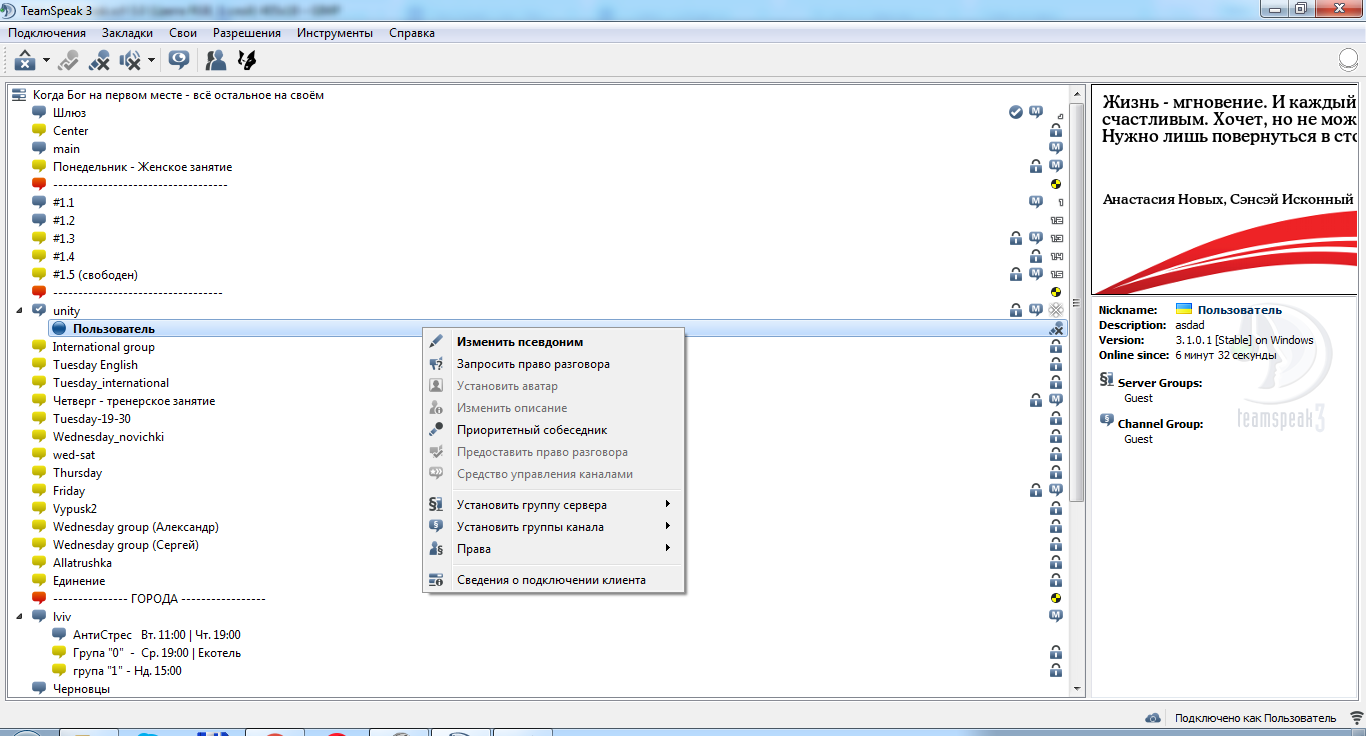 TeamSpeak 3
Подключения Закладки Свои Разрешения Инструменты Справка
Когда Бог на первом месте - всё остальное на своём
Шлюз
Center
main
Понедельник - Женское занятие
-----------------------------------
#1.1
#1.2
#1.3
#1.4
#1.5 (свободен)
----------------------------------
unity
Пользователь
International group
Tuesday English
Tuesday_international
Четверг - тренерское занятие
Tuesday-19-30
Wednesday_novichki
wed-sat
Thursday
Friday
Vypusk2
Wednesday group (Александр)
Wednesday group (Сергей)
Allatrushka
Единение
--------------- ГОРОДА -----------------
lviv
АнтиСтрес Вт. 11:00 | Чт. 19:00
Група "0" - Ср. 19:00 | Екотель
група "1" - Нд. 15:00
Черновцы
Изменить псевдоним
Запросить право разговора
Установить аватар
Изменить описание
Приоритетный собеседник
Предоставить право разговора
Средство управления каналами
Установить группу сервера
Установить группы канала
Права
Сведения о подключении клиента
Жизнь - мгновение. И каждый
счастливым. Хочет, но не мож
Нужно лишь повернуться в сто
Анастасия Новых, Сэнсэй Исконный
Nickname: Пользователь
Description: asdad
Version: 3.1.0.1 [Stable] on Windows
Online since: 6 минут 32 секунды
Server Groups:
Guest
Channel Group:
Guest
teamspeak 3
Подключено как Пользователь